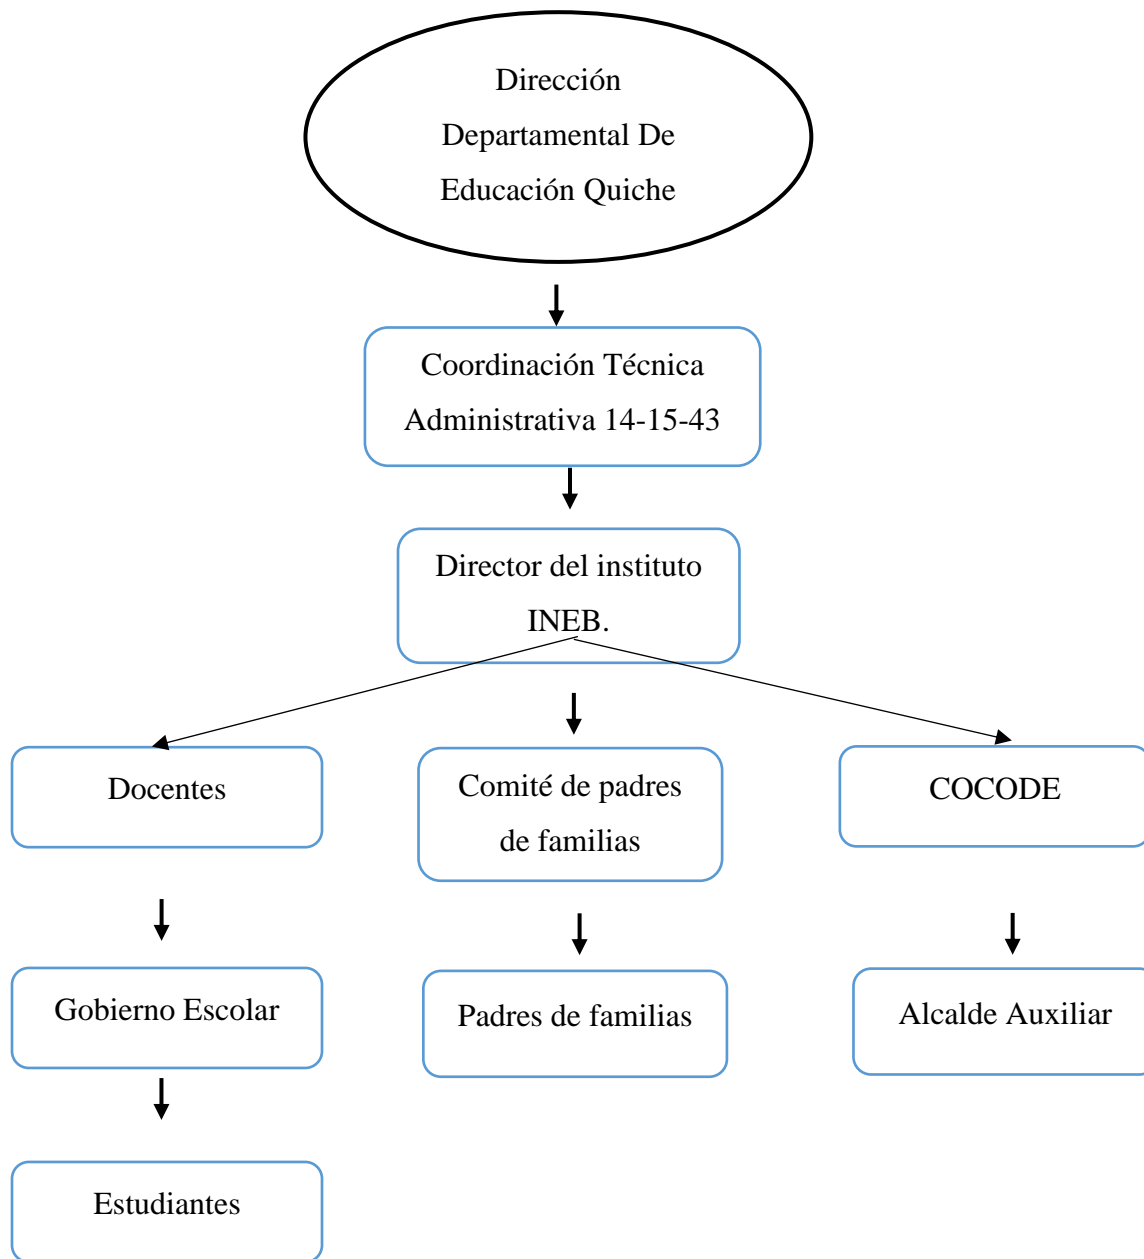 Dirección
Departamental De
Educación Quiche
Coordinación Técnica
Administrativa 14-15-43
Director del instituto
INEB.
Docentes
Comité de padres
de familias
COCODE
Gobierno Escolar
Padres de familias
Alcalde Auxiliar
Estudiantes